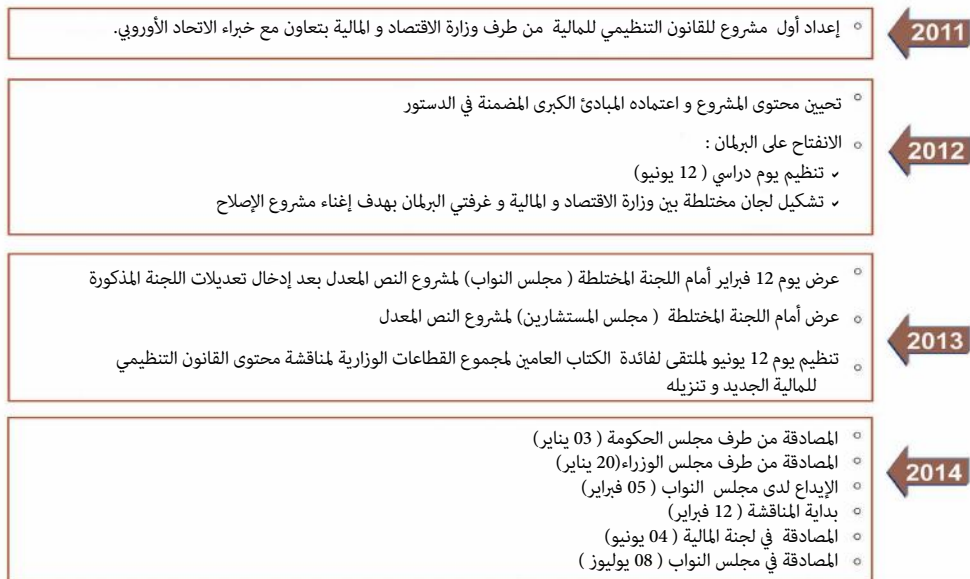 2011
إعداد أول مشروع للقانون التنظيمي للمالية من طرف وزارة الاقتصاد و المالية بتعاون مع خبراء الاتحاد الأوروبي.
2012
تحيين محتوى المشروع و اعتماده المبادئ الكبرى المضمنة في الدستور
الانفتاح على البرلمان :
✓ تنظيم يوم دراسي ( 12 يونيو)
✓ تشكيل لجان مختلطة بين وزارة الاقتصاد و المالية و غرفتي البرلمان بهدف إغناء مشروع الإصلاح
2013
عرض يوم 12 فبراير أمام اللجنة المختلطة ( مجلس النواب) لمشروع النص المعدل بعد إدخال تعديلات اللجنة المذكورة
عرض أمام اللجنة المختلطة ( مجلس المستشارين) لمشروع النص المعدل
تنظيم يوم 12 يونيو لملتقى لفائدة الكتاب العامين لمجموع القطاعات الوزارية لمناقشة محتوى القانون التنظيمي
للمالية الجديد و تنزيله
2014
المصادقة من طرف مجلس الحكومة ( 03 يناير)
المصادقة من طرف مجلس الوزراء(20 يناير)
الإيداع لدى مجلس النواب ( 05 فبراير)
بداية المناقشة ( 12 فبراير)
المصادقة في لجنة المالية ( 04 يونيو)
المصادقة في مجلس النواب ( 08 يوليوز )